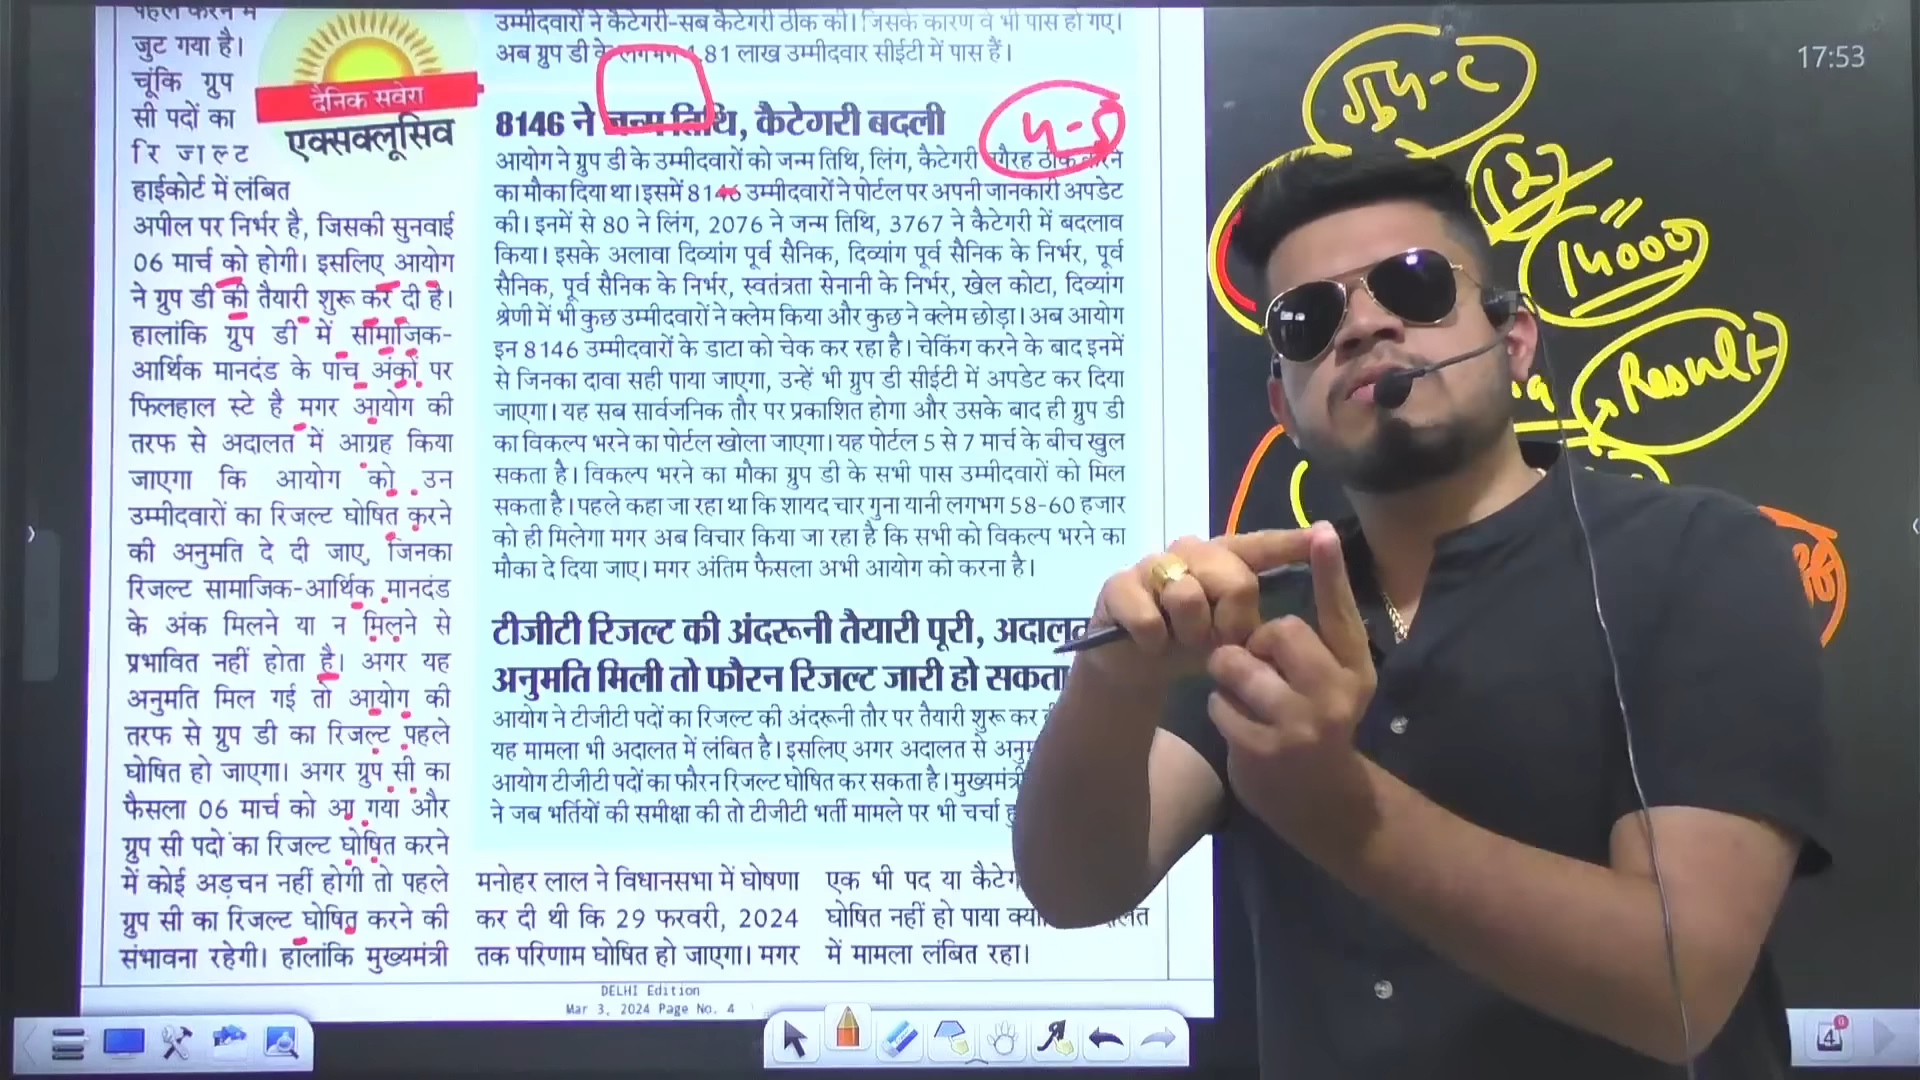 पहल करने में
जुट गया है।
चूंकि ग्रुप
सी पदों का
रिजल्ट
हाईकोर्ट में लंबित
अपील पर निर्भर है, जिसकी सुनवाई
06 मार्च को होगी। इसलिए आयोग
ने ग्रुप डी की तैयारी शुरू कर दी है।
हालांकि ग्रुप डी में सामाजिक-
आर्थिक मानदंड के पांच अंकों पर
फिलहाल स्टे है मगर आयोग की
तरफ से अदालत में आग्रह किया
जाएगा कि आयोग को उन
उम्मीदवारों का रिजल्ट घोषित करने
की अनुमति दे दी जाए, जिनका
रिजल्ट सामाजिक-आर्थिक मानदंड
के अंक मिलने या न मिलने से
प्रभावित नहीं होता है। अगर यह
अनुमति मिल गई तो आयोग की
तरफ से ग्रुप डी का रिजल्ट पहले
घोषित हो जाएगा। अगर ग्रुप सी का
फैसला 06 मार्च को आ गया और
ग्रुप सी पदों का रिजल्ट घोषित करने
में कोई अड़चन नहीं होगी तो पहले
ग्रुप सी का रिजल्ट घोषित करने की
संभावना रहेगी। हालांकि मुख्यमंत्री
दैनिक सवेरा
एक्सक्लूसिव
उम्मीदवारों ने कैटेगरी-सब कैटेगरी ठीक की। जिसके कारण वे भी पास हो गए।
अब ग्रुप डी के लगभग 4.81 लाख उम्मीदवार सीईटी में पास हैं।
8146 ने जन्म तिथि, कैटेगरी बदली
आयोग ने ग्रुप डी के उम्मीदवारों को जन्म तिथि, लिंग, कैटेगरी वगैरह ठीक करने
का मौका दिया था। इसमें 8146 उम्मीदवारों ने पोर्टल पर अपनी जानकारी अपडेट
की। इनमें से 80 ने लिंग, 2076 ने जन्म तिथि, 3767 ने कैटेगरी में बदलाव
किया। इसके अलावा दिव्यांग पूर्व सैनिक, दिव्यांग पूर्व सैनिक के निर्भर, पूर्व
सैनिक, पूर्व सैनिक के निर्भर, स्वतंत्रता सेनानी के निर्भर, खेल कोटा, दिव्यांग
श्रेणी में भी कुछ उम्मीदवारों ने क्लेम किया और कुछ ने क्लेम छोड़ा। अब आयोग
इन 8146 उम्मीदवारों के डाटा को चेक कर रहा है। चेकिंग करने के बाद इनमें
से जिनका दावा सही पाया जाएगा, उन्हें भी ग्रुप डी सीईटी में अपडेट कर दिया
जाएगा। यह सब सार्वजनिक तौर पर प्रकाशित होगा और उसके बाद ही ग्रुप डी
का विकल्प भरने का पोर्टल खोला जाएगा। यह पोर्टल 5 से 7 मार्च के बीच खुल
सकता है। विकल्प भरने का मौका ग्रुप डी के सभी पास उम्मीदवारों को मिल
सकता है। पहले कहा जा रहा था कि शायद चार गुना यानी लगभग 58-60 हजार
को ही मिलेगा मगर अब विचार किया जा रहा है कि सभी को विकल्प भरने का
मौका दे दिया जाए। मगर अंतिम फैसला अभी आयोग को करना है।
टीजीटी रिजल्ट की अंदरूनी तैयारी पूरी, अदालत
अनुमति मिली तो फौरन रिजल्ट जारी हो सकता
आयोग ने टीजीटी पदों का रिजल्ट की अंदरूनी तौर पर तैयारी शुरू कर
यह मामला भी अदालत में लंबित है। इसलिए अगर अदालत से
आयोग टीजीटी पदों का फौरन रिजल्ट घोषित कर सकता है। मुख्यमंत्री
ने जब भर्तियों की समीक्षा की तो टीजीटी भर्ती मामले पर भी चर्चा
मनोहर लाल ने विधानसभा में घोषणा
कर दी थी कि 29 फरवरी, 2024
तक परिणाम घोषित हो जाएगा। मगर
एक भी पद या
घोषित नहीं हो पाया
में मामला लंबित रहा।
DELHI Edition
Mar 3, 2024 Page No. 4
17:53
ग्रुप-C
12
14000
Result
4